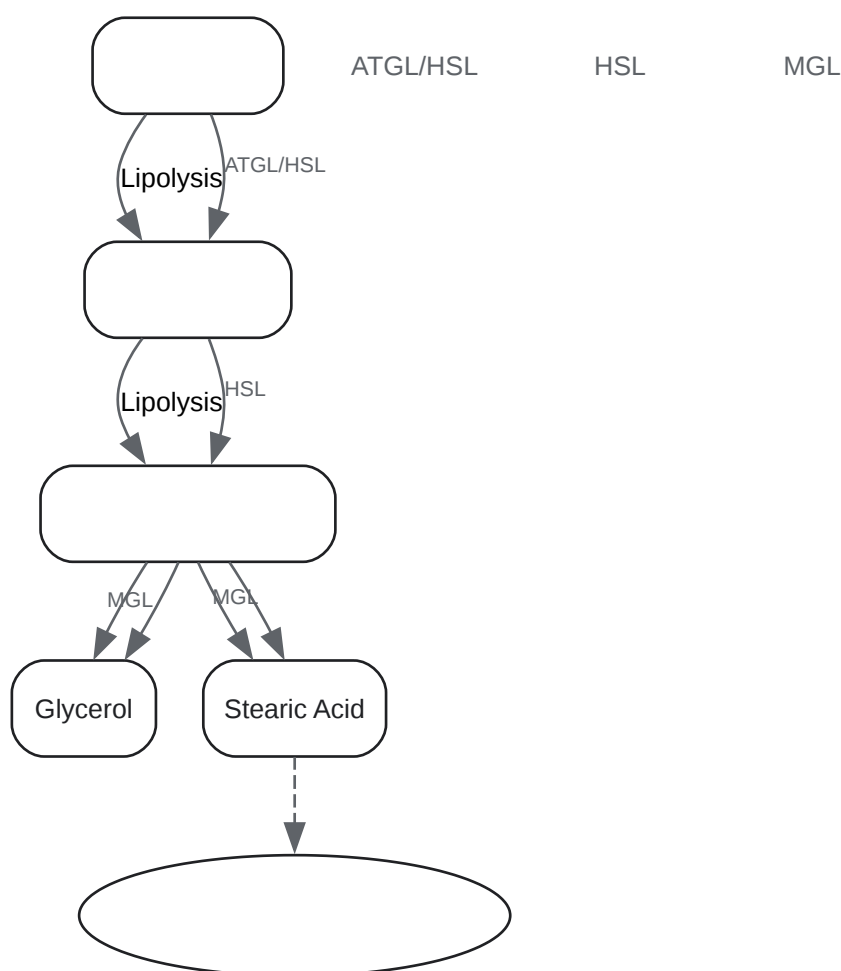 ATGL/HSL HSL MGL
ATGL/HSL
Lipolysis
HSL
Lipolysis
MGL MGL
Glycerol Stearic Acid